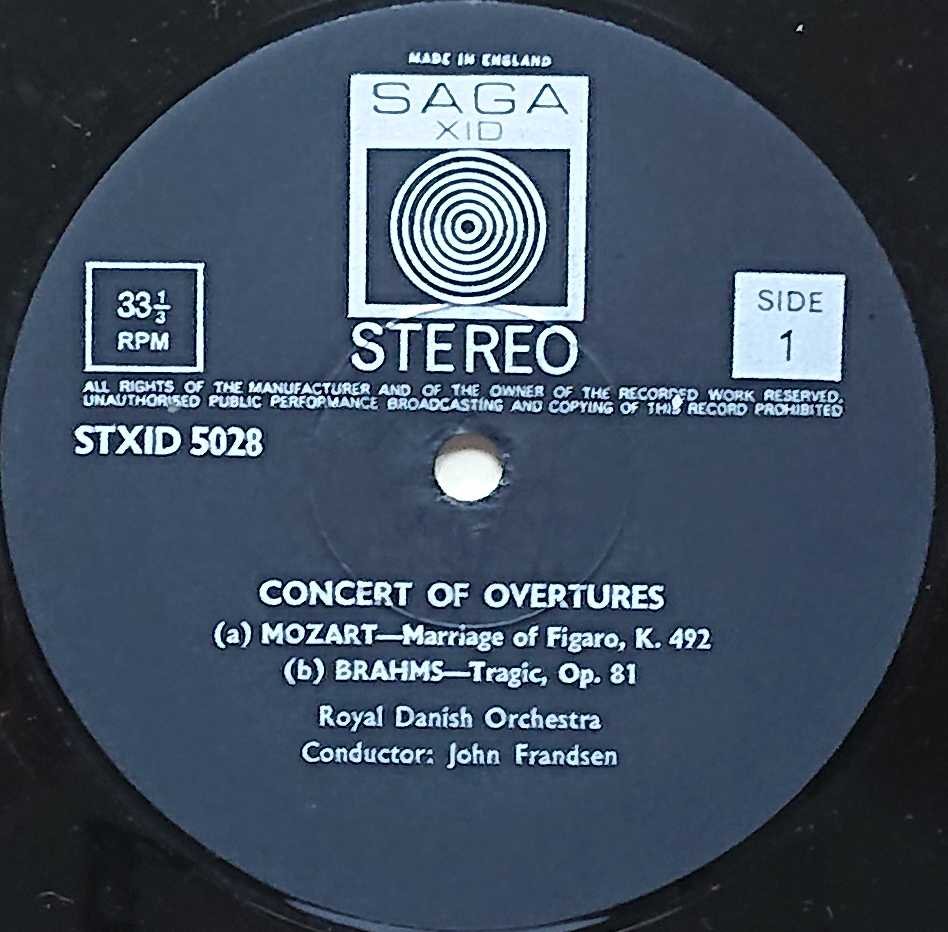 MADE IN ENGLAND
SAGA
XID
33⅓
RPM
STEREO
SIDE
1
ALL RIGHTS OF THE MANUFACTURER AND OF THE OWNER OF THE RECORDED WORK RESERVED.
UNAUTHORISED PUBLIC PERFORMANCE BROADCASTING AND COPYING OF THIS RECORD PROHIBITED
STXID 5028
CONCERT OF OVERTURES
(a) MOZART—Marriage of Figaro, K. 492
(b) BRAHMS—Tragic, Op. 81
Royal Danish Orchestra
Conductor: John Frandsen